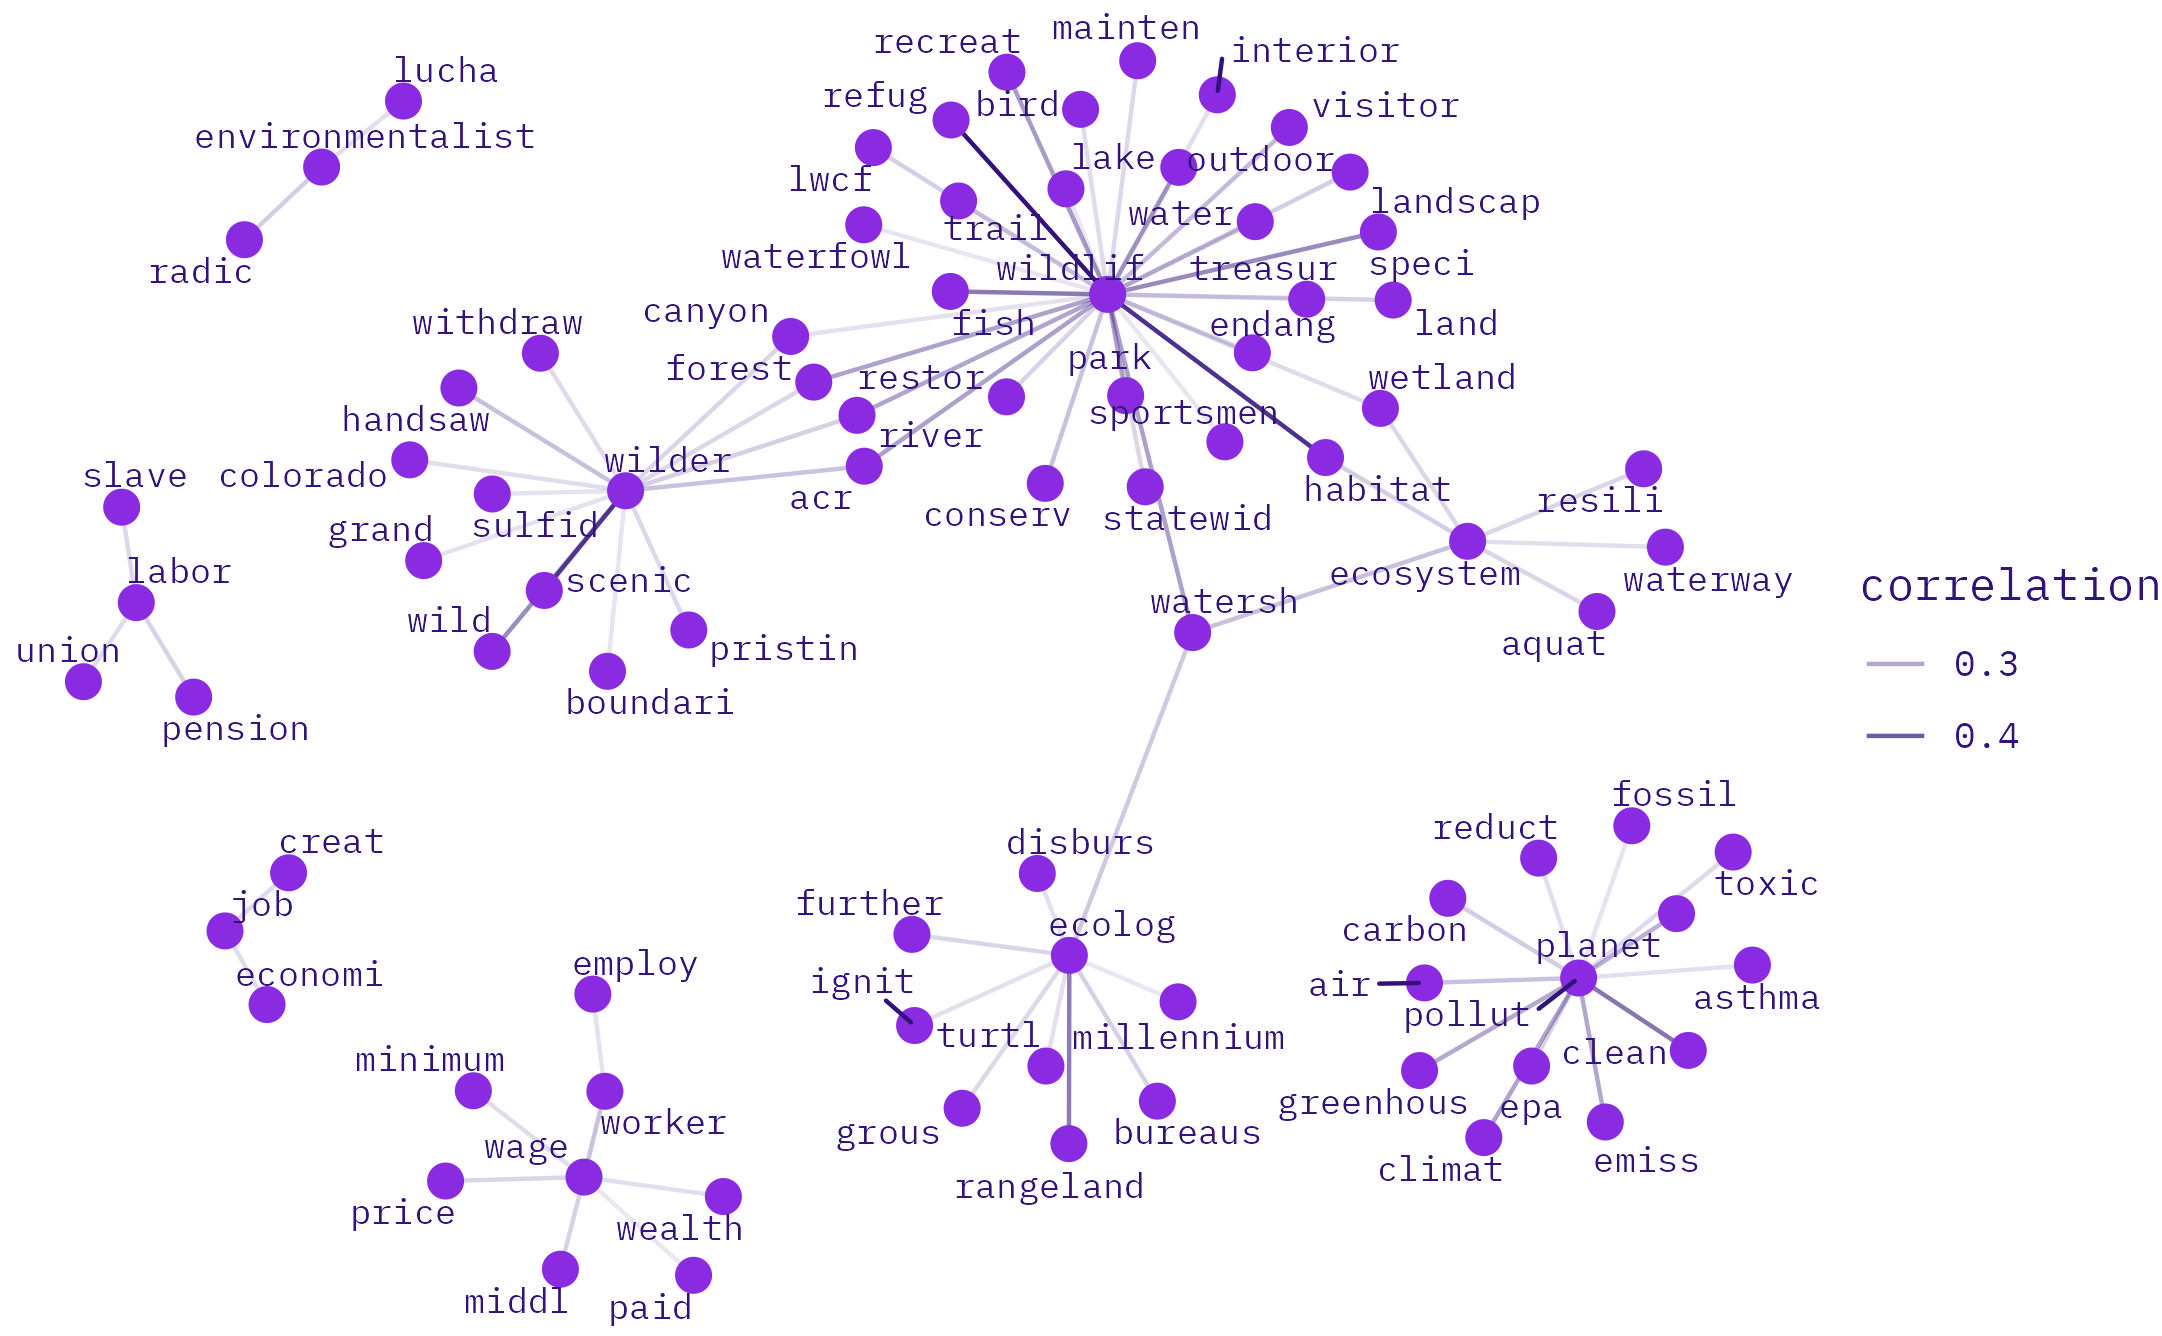 mainten
recreat
interior
lucha
refug
bird
visitor
environmentalist
lake
outdoor
lwcf
landscap
water
trail
waterfowl
radic
wildlif
treasur
speci
canyon
withdraw
fish
endang
land
park
forest
restor
wetland
handsaw
sportsmen
river
wilder
slave
colorado
habitat
acr
resili
conserv
statewid
grand
sulfid
labor
ecosystem
scenic
waterway
correlation
watersh
wild
aquat
union
pristin
0.3
boundari
pension
0.4
fossil
reduct
creat
disburs
toxic
job
further
ecolog
carbon
planet
employ
economi
ignit
air
asthma
pollut
turtl
millennium
minimum
clean
greenhous
epa
worker
grous
bureaus
wage
emiss
climat
rangeland
price
wealth
middl
paid